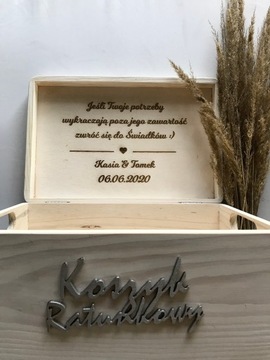 Jeśli Twoje potrzeby
wykraczają poza jego zawartość
zwróć się do Świadków :)
Kasia & Tomek
06.06.2020
Koszyk
Ratunkowy